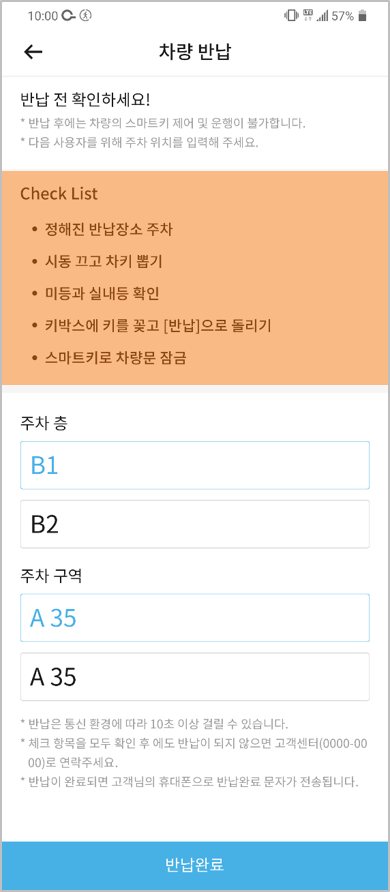 10:00 57%
차량 반납
반납 전 확인하세요!
* 반납 후에는 차량의 스마트키 제어 및 운행이 불가합니다.
* 다음 사용자를 위해 주차 위치를 입력해 주세요.
Check List
• 정해진 반납장소 주차
• 시동 끄고 차키 뽑기
• 미등과 실내등 확인
• 키박스에 키를 꽂고 [반납]으로 돌리기
• 스마트키로 차량문 잠금
주차 층
B1
B2
주차 구역
A 35
A 35
* 반납은 통신 환경에 따라 10초 이상 걸릴 수 있습니다.
* 체크 항목을 모두 확인 후 에도 반납이 되지 않으면 고객센터(0000-00
00)로 연락주세요.
* 반납이 완료되면 고객님의 휴대폰으로 반납완료 문자가 전송됩니다.
반납완료